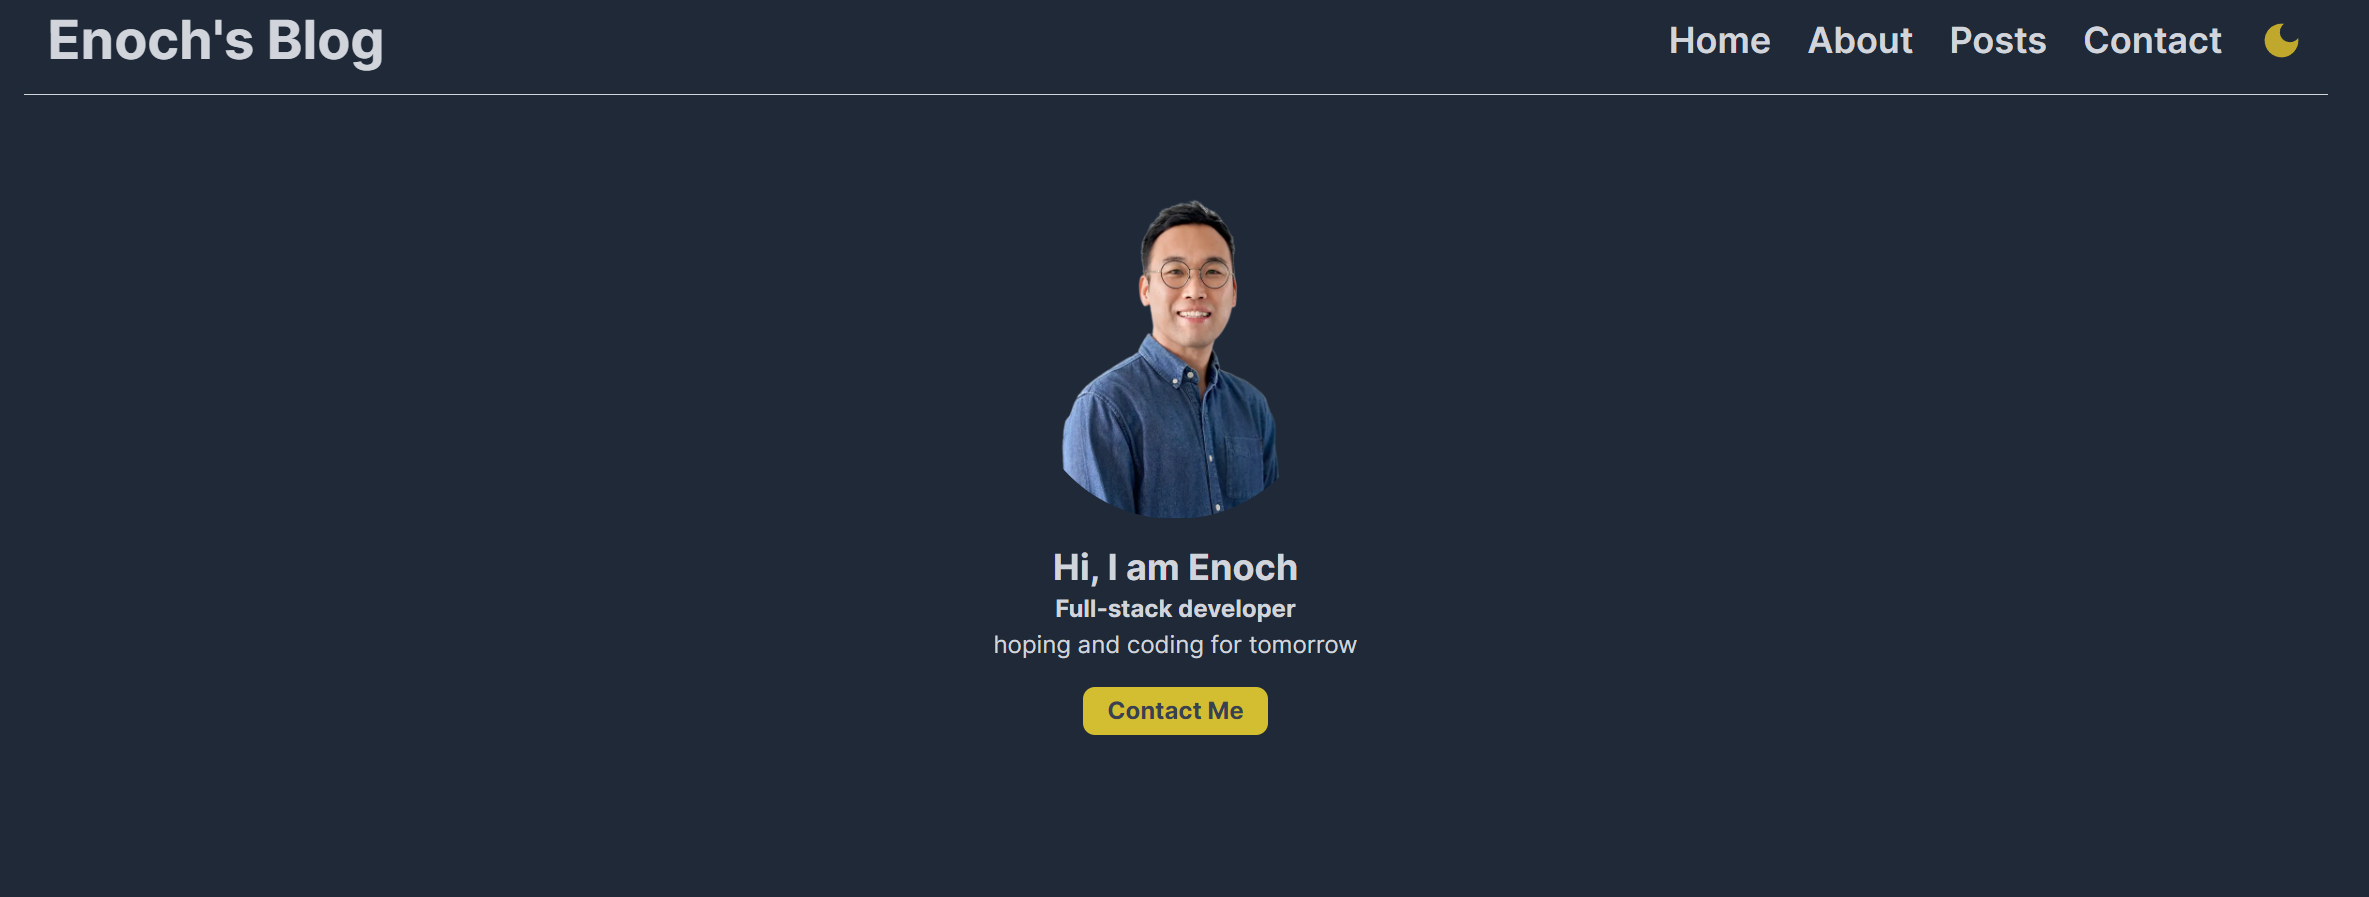 Enoch's Blog
Home About Posts Contact
Hi, I am Enoch
Full-stack developer
hoping and coding for tomorrow
Contact Me